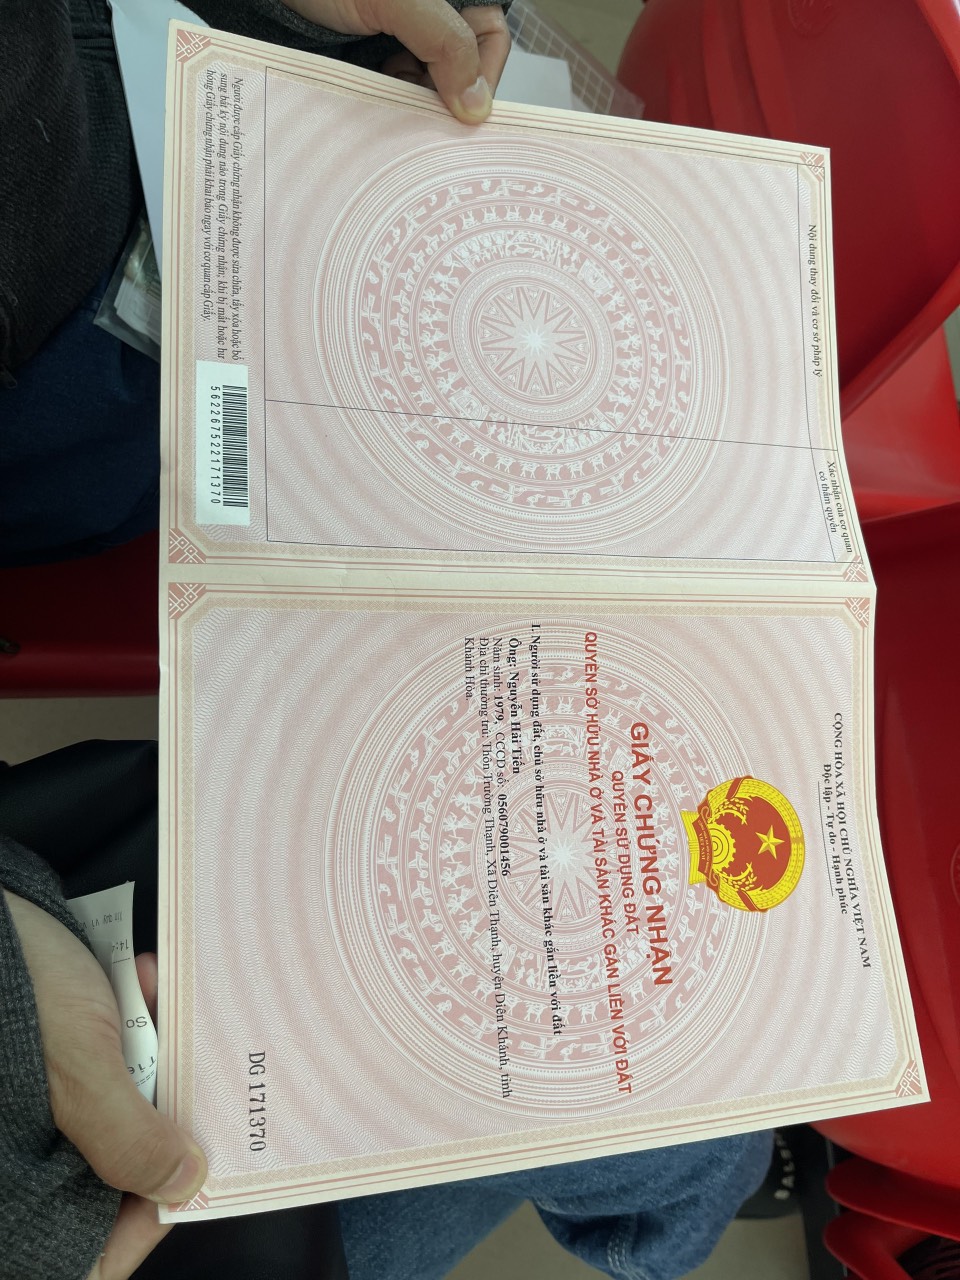 Nội dung thay đổi và cơ sở pháp lý
Xác nhận của cơ quan
có thẩm quyền
Người được cấp Giấy chứng nhận không được sửa chữa, tẩy xóa hoặc bổ
sung bất kỳ nội dung nào trong Giấy chứng nhận; khi bị mất hoặc hư
hỏng Giấy chứng nhận phải khai báo ngay với cơ quan cấp Giấy.
562267522171370
CỘNG HÒA XÃ HỘI CHỦ NGHĨA VIỆT NAM
Độc lập - Tự do - Hạnh phúc
GIẤY CHỨNG NHẬN
QUYỀN SỬ DỤNG ĐẤT
QUYỀN SỞ HỮU NHÀ Ở VÀ TÀI SẢN KHÁC GẮN LIỀN VỚI ĐẤT
I. Người sử dụng đất, chủ sở hữu nhà ở và tài sản khác gắn liền với đất
Ông: Nguyễn Hải Tiến
Năm sinh: 1979, CCCD số: 056079001456
Địa chỉ thường trú: Thôn Trường Thạnh, Xã Diên Thạnh, huyện Diên Khánh, tỉnh
Khánh Hòa.
DG 171370